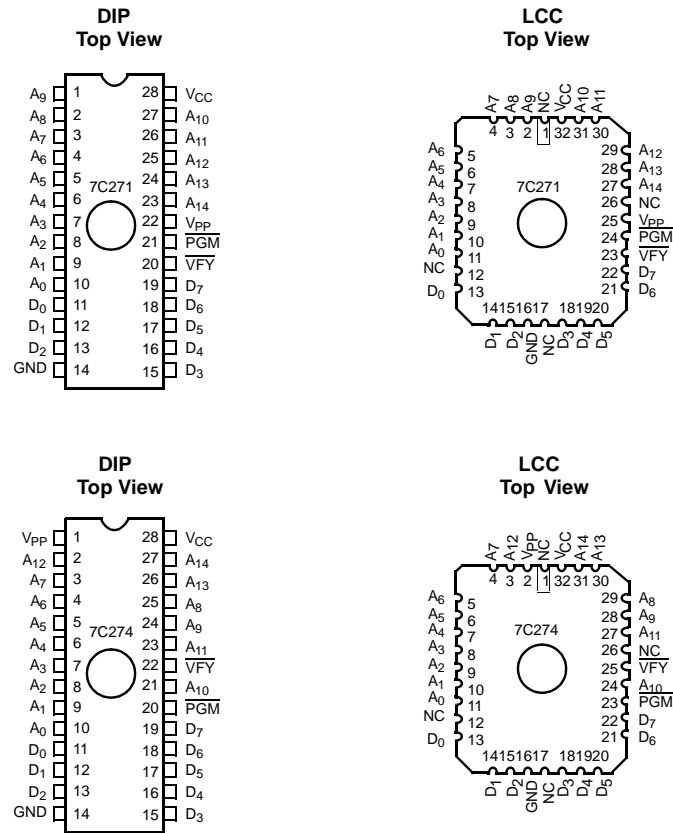 DIP
Top View
A9 1 28 VCC
A8 2 27 A10
A7 3 26 A11
A6 4 25 A12
A5 5 24 A13
A4 6 23 A14
7C271
A3 7 22 VPP
A2 8 21 PGM
A1 9 20 VFY
A0 10 19 D7
D0 11 18 D6
D1 12 17 D5
D2 13 16 D4
GND 14 15 D3
LCC
Top View
A7 A8 A9 NC VCC A10 A11
4 3 2 1 32 31 30
A6 5 29 A12
A5 6 28 A13
A4 7 27 A14
7C271
A3 8 26 NC
A2 9 25 VPP
A1 10 24 PGM
A0 11 23 VFY
NC 12 22 D7
D0 13 21 D6
14 15 16 17 18 19 20
D1 D2 GND NC D3 D4 D5
DIP
Top View
VPP 1 28 VCC
A12 2 27 A14
A7 3 26 A13
A6 4 25 A8
A5 5 24 A9
A4 6 23 A11
7C274
A3 7 22 VFY
A2 8 21 A10
A1 9 20 PGM
A0 10 19 D7
D0 11 18 D6
D1 12 17 D5
D2 13 16 D4
GND 14 15 D3
LCC
Top View
A7 A12 VPP NC VCC A14 A13
4 3 2 1 32 31 30
A6 5 29 A8
A5 6 28 A9
A4 7 27 A11
7C274
A3 8 26 NC
A2 9 25 VFY
A1 10 24 A10
A0 11 23 PGM
NC 12 22 D7
D0 13 21 D6
14 15 16 17 18 19 20
D1 D2 GND NC D3 D4 D5